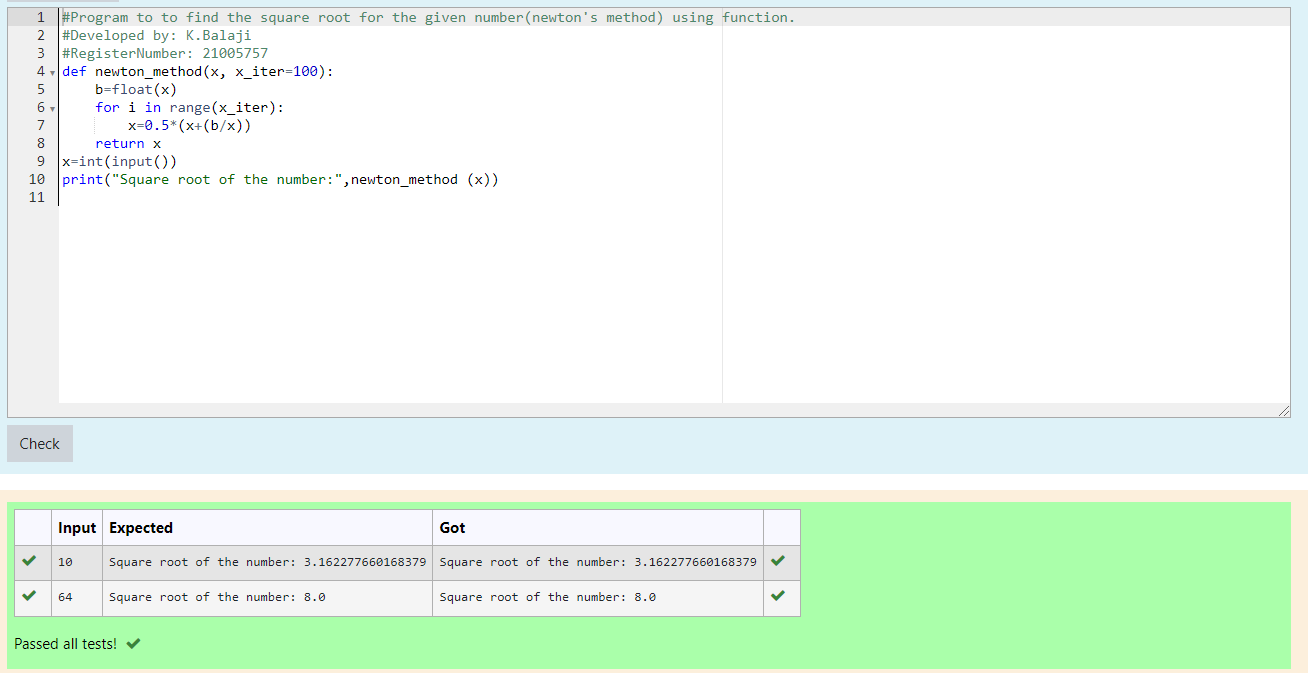 1 #Program to to find the square root for the given number(newton's method) using function.
2 #Developed by: K.Balaji
3 #RegisterNumber: 21005757
4 def newton_method(x, x_iter=100):
5     b=float(x)
6     for i in range(x_iter):
7         x=0.5*(x+(b/x))
8     return x
9 x=int(input())
10 print("Square root of the number:",newton_method (x))
11
Check
Input Expected Got
10 Square root of the number: 3.162277660168379 Square root of the number: 3.162277660168379
64 Square root of the number: 8.0 Square root of the number: 8.0
Passed all tests!